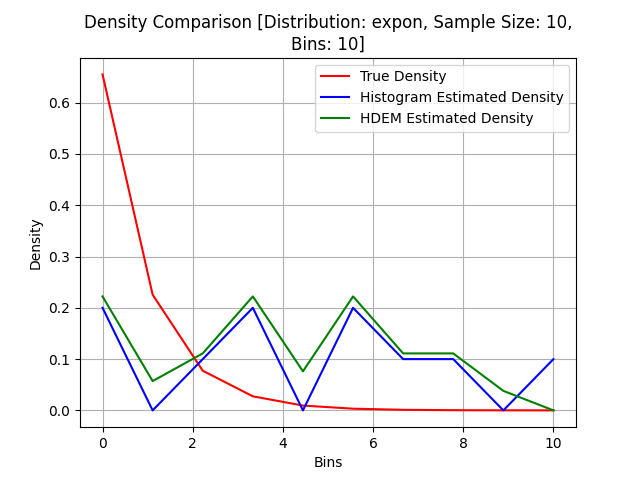 Density Comparison [Distribution: expon, Sample Size: 10,
Bins: 10]
True Density
Histogram Estimated Density
HDEM Estimated Density
0.6
0.5
0.4
0.3
0.2
0.1
0.0
Density
0 2 4 6 8 10
Bins